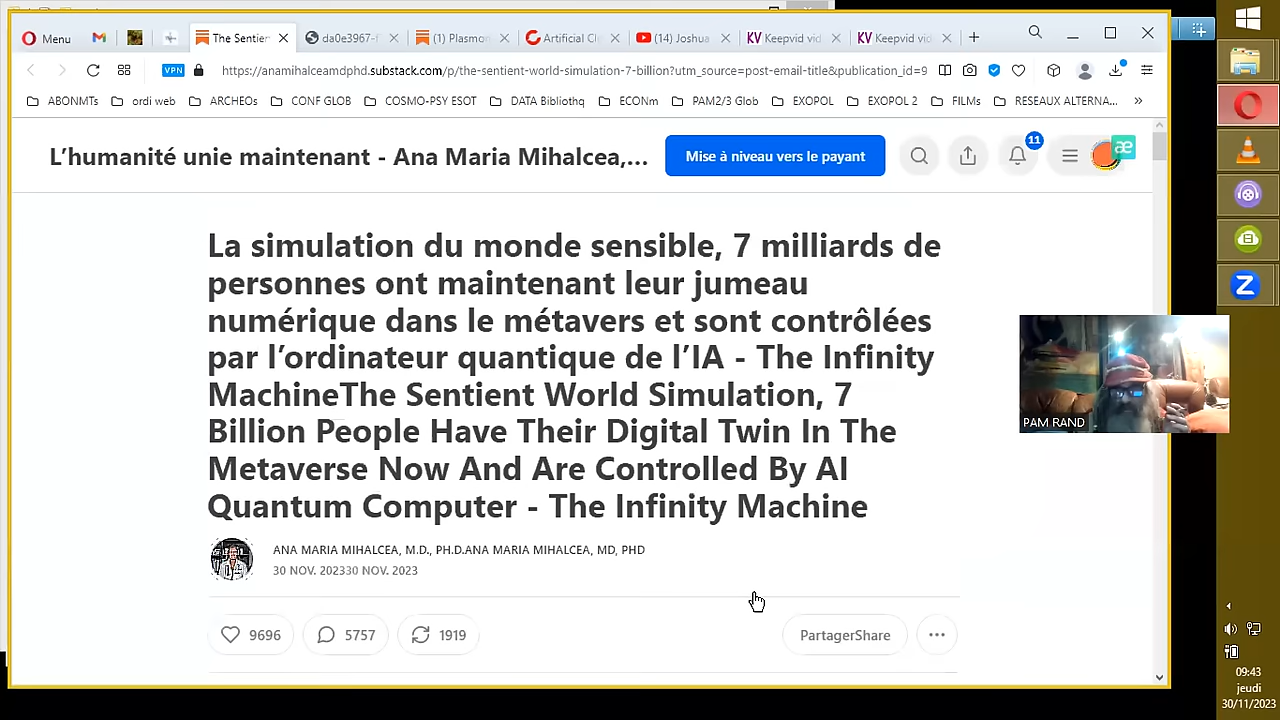 Menu
The Sentier
da0e3967-
(1) Plasmo
Artificial Cl
(14) Joshua
KV Keepvid vid
KV Keepvid vid
VPN
https://anamihalceamdphd.substack.com/p/the-sentient-world-simulation-7-billion?utm_source=post-email-title&publication_id=9
ABONMTs
ordi web
ARCHEOs
CONF GLOB
COSMO-PSY ESOT
DATA Bibliothq
ECONm
PAM2/3 Glob
EXOPOL
EXOPOL 2
FILMs
RESEAUX ALTERNA...
L'humanité unie maintenant - Ana Maria Mihalcea,...
Mise à niveau vers le payant
11
æ
La simulation du monde sensible, 7 milliards de
personnes ont maintenant leur jumeau
numérique dans le métavers et sont contrôlées
par l'ordinateur quantique de l'IA - The Infinity
MachineThe Sentient World Simulation, 7
Billion People Have Their Digital Twin In The
Metaverse Now And Are Controlled By AI
Quantum Computer - The Infinity Machine
ANA MARIA MIHALCEA, M.D., PH.D.ANA MARIA MIHALCEA, MD, PHD
30 NOV. 202330 NOV. 2023
9696
5757
1919
PartagerShare
PAM RAND
Z
09:43
jeudi
30/11/2023